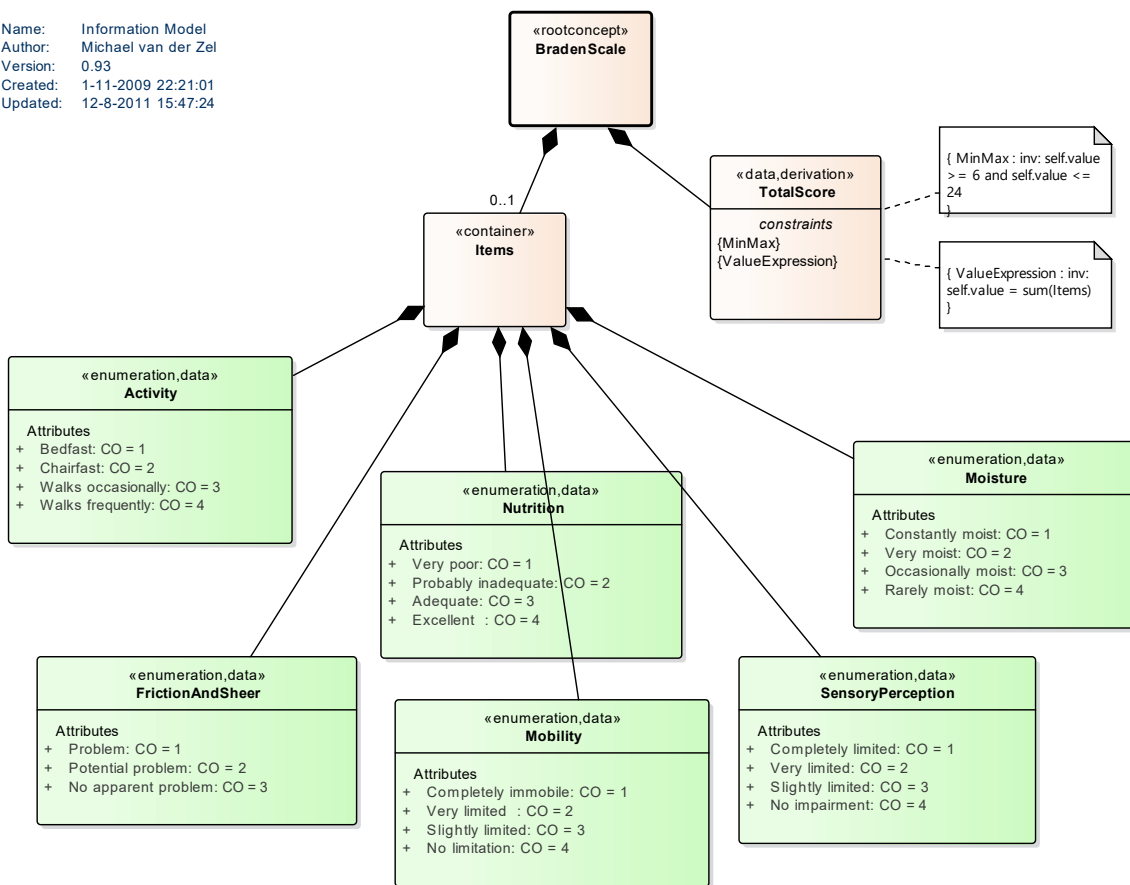 Name: Information Model
Author: Michael van der Zel
Version: 0.93
Created: 1-11-2009 22:21:01
Updated: 12-8-2011 15:47:24
«rootconcept»
BradenScale
0..1
«container»
Items
«data,derivation»
TotalScore
constraints
{MinMax}
{ValueExpression}
{ MinMax : inv: self.value
>= 6 and self.value <=
24
}
{ ValueExpression : inv:
self.value = sum(Items)
}
«enumeration,data»
Activity
Attributes
+ Bedfast: CO = 1
+ Chairfast: CO = 2
+ Walks occasionally: CO = 3
+ Walks frequently: CO = 4
«enumeration,data»
Nutrition
Attributes
+ Very poor: CO = 1
+ Probably inadequate: CO = 2
+ Adequate: CO = 3
+ Excellent : CO = 4
«enumeration,data»
Moisture
Attributes
+ Constantly moist: CO = 1
+ Very moist: CO = 2
+ Occasionally moist: CO = 3
+ Rarely moist: CO = 4
«enumeration,data»
FrictionAndSheer
Attributes
+ Problem: CO = 1
+ Potential problem: CO = 2
+ No apparent problem: CO = 3
«enumeration,data»
Mobility
Attributes
+ Completely immobile: CO = 1
+ Very limited : CO = 2
+ Slightly limited: CO = 3
+ No limitation: CO = 4
«enumeration,data»
SensoryPerception
Attributes
+ Completely limited: CO = 1
+ Very limited: CO = 2
+ Slightly limited: CO = 3
+ No impairment: CO = 4